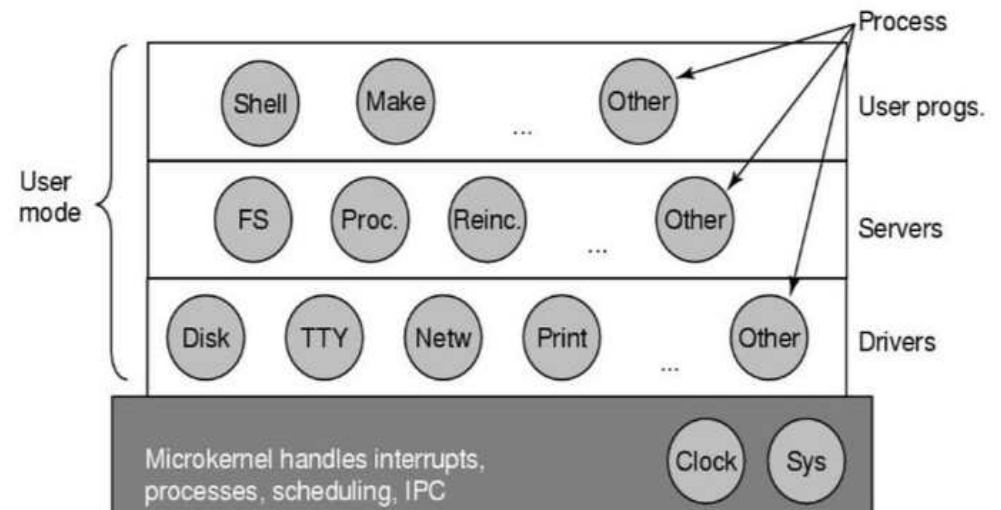 Process
Shell Make ... Other
User progs.
User
mode
FS Proc. Reinc. ... Other
Servers
Disk TTY Netw Print ... Other
Drivers
Microkernel handles interrupts,
processes, scheduling, IPC
Clock Sys